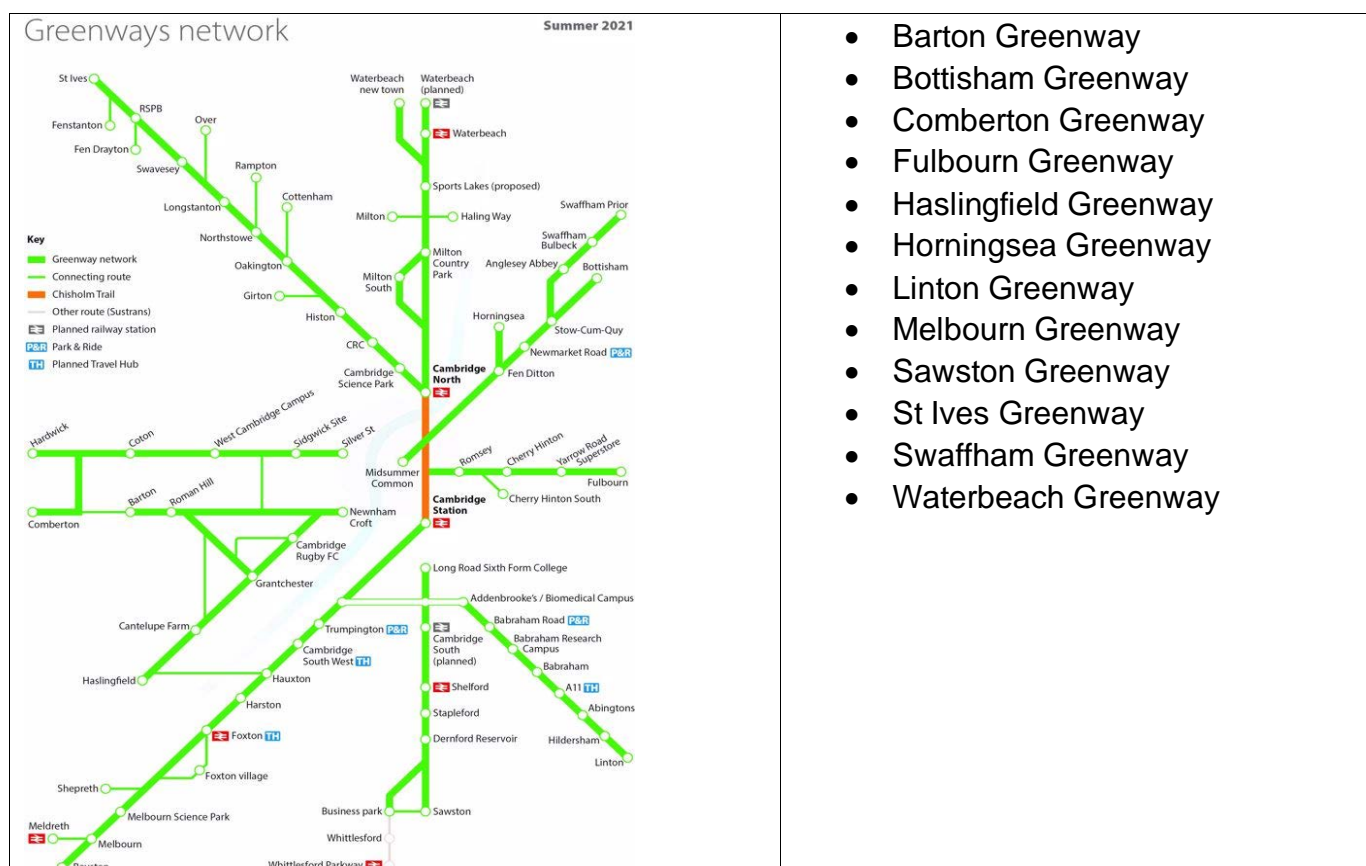 Greenways network
Summer 2021
St Ives
Fenstanton
RSPB
Fen Drayton
Over
Swavesey
Rampton
Longstanton
Cottenham
Northstowe
Oakington
Girton
Histon
CRC
Cambridge
Science Park
Waterbeach
new town
Waterbeach
(planned)
Waterbeach
Sports Lakes (proposed)
Milton
Haling Way
Milton
Country
Park
Milton
South
Cambridge
North
Swaffham Prior
Swaffham
Bulbeck
Anglesey Abbey
Bottisham
Horningsea
Stow-Cum-Quy
Newmarket Road P&R
Fen Ditton
Midsummer
Common
Key
Greenway network
Connecting route
Chisholm Trail
Other route (Sustrans)
Planned railway station
P&R Park & Ride
TH Planned Travel Hub
Hardwick
Coton
West Cambridge Campus
Sidgwick Site
Silver St
Comberton
Barton
Roman Hill
Newnham
Croft
Cambridge
Rugby FC
Grantchester
Cantelupe Farm
Haslingfield
Romsey
Cherry Hinton
Yarrow Road
Superstore
Fulbourn
Cherry Hinton South
Cambridge
Station
Long Road Sixth Form College
Addenbrooke's / Biomedical Campus
Trumpington P&R
Cambridge
South West TH
Hauxton
Harston
Foxton TH
Foxton village
Shepreth
Melbourn Science Park
Meldreth
Melbourn
Royston
Cambridge
South
(planned)
Shelford
Stapleford
Dernford Reservoir
Business park
Sawston
Whittlesford
Whittlesford Parkway
Babraham Road P&R
Babraham Research
Campus
Babraham
A11 TH
Abingtons
Hildersham
Linton
• Barton Greenway
• Bottisham Greenway
• Comberton Greenway
• Fulbourn Greenway
• Haslingfield Greenway
• Horningsea Greenway
• Linton Greenway
• Melbourn Greenway
• Sawston Greenway
• St Ives Greenway
• Swaffham Greenway
• Waterbeach Greenway